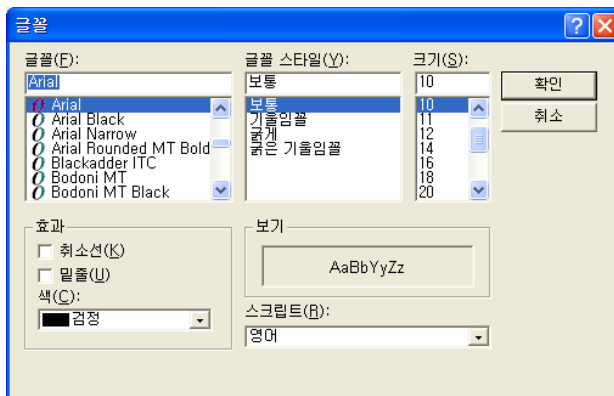 글꼴
글꼴(F): 글꼴 스타일(Y): 크기(S):
Arial 보통 10 확인
Arial 보통 10 취소
Arial Black 기울임꼴 11
Arial Narrow 굵게 12
Arial Rounded MT Bold 굵은 기울임꼴 14
Blackadder ITC 16
Bodoni MT 18
Bodoni MT Black 20
효과 보기
취소선(K)
밑줄(U) AaBbYyZz
색(C):
검정 스크립트(R):
영어